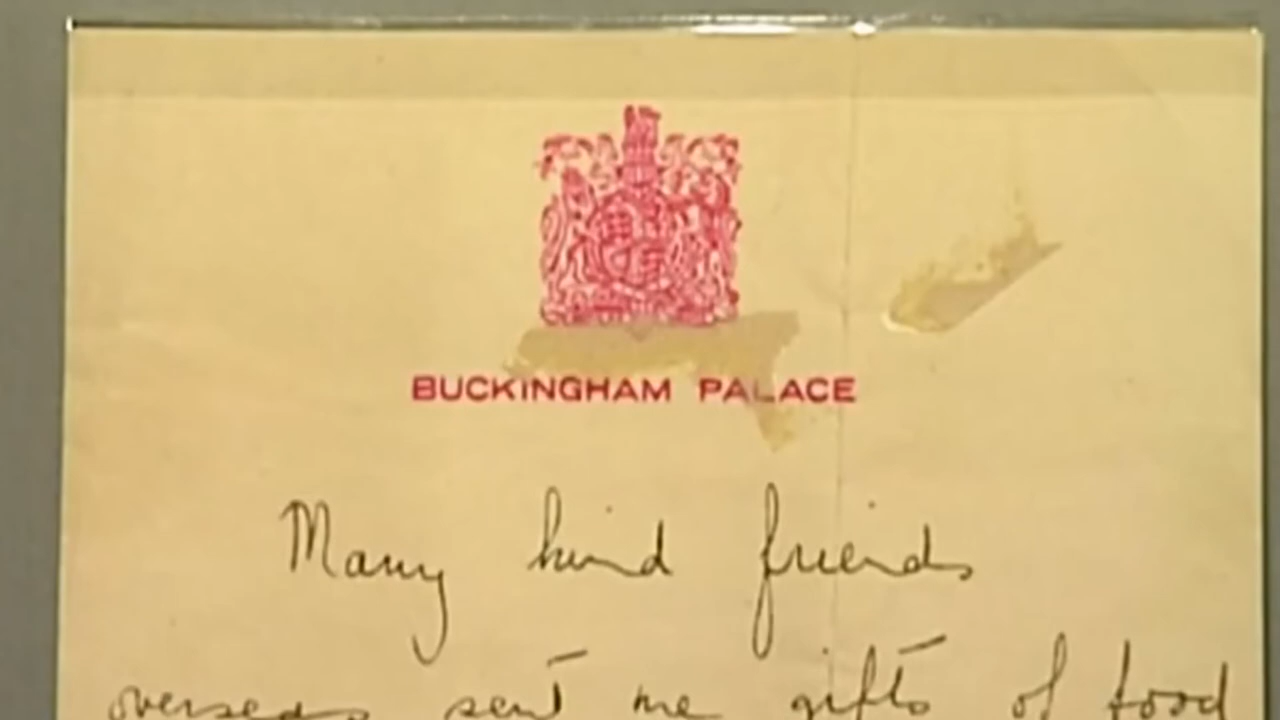 BUCKINGHAM PALACE
Many kind friends
overseas sent me gifts of food